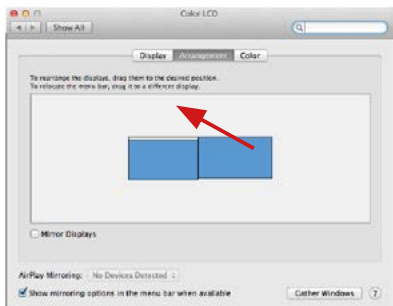 Color LCD
Show All
Display Arrangement Color
To rearrange the displays, drag them to the desired position.
To relocate the menu bar, drag it to a different display.
Mirror Displays
AirPlay Mirroring: No Devices Detected
Show mirroring options in the menu bar when available
Gather Windows ?